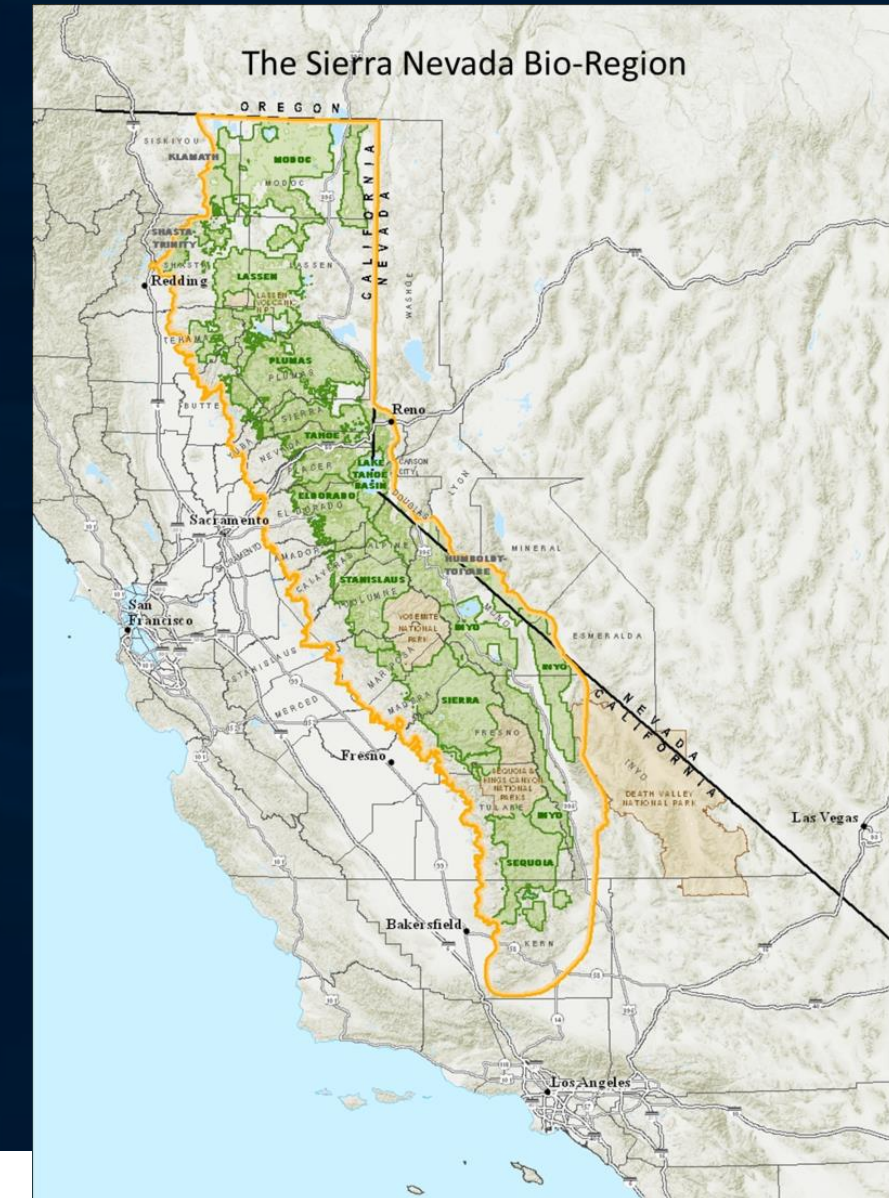 The Sierra Nevada Bio-Region
OREGON
SISKIYOU
KLAMATH
MODOC
MODOC
CALIFORNIA
NEVADA
SHASTA-
TRINITY
Redding
LASSEN
LASSEN
LASSEN
VOLCANIC
WASHOE
TEHAMA
PLUMAS
PLUMAS
BUTTE
SIERRA
Reno
TAHOE
YUBA
NEVADA
PLACER
LAKE
TAHOE
BASIN
CARSON
CITY
LYON
DOUGLAS
ELDORADO
EL DORADO
Sacramento
SACRAMENTO
AMADOR
ALPINE
CALAVERAS
HUMBOLDT-
TOIYABE
MINERAL
STANISLAUS
TUOLUMNE
San
Francisco
YOSEMITE
NATIONAL
PARK
MONO
INYO
ESMERALDA
STANISLAUS
MARIPOSA
INYO
MERCED
MADERA
SIERRA
NEVADA
CALIFORNIA
FRESNO
Fresno
SEQUOIA &
KINGS CANYON
NATIONAL
PARKS
INYO
DEATH VALLEY
NATIONAL PARK
TULARE
INYO
Las Vegas
SEQUOIA
Bakersfield
KERN
Los Angeles